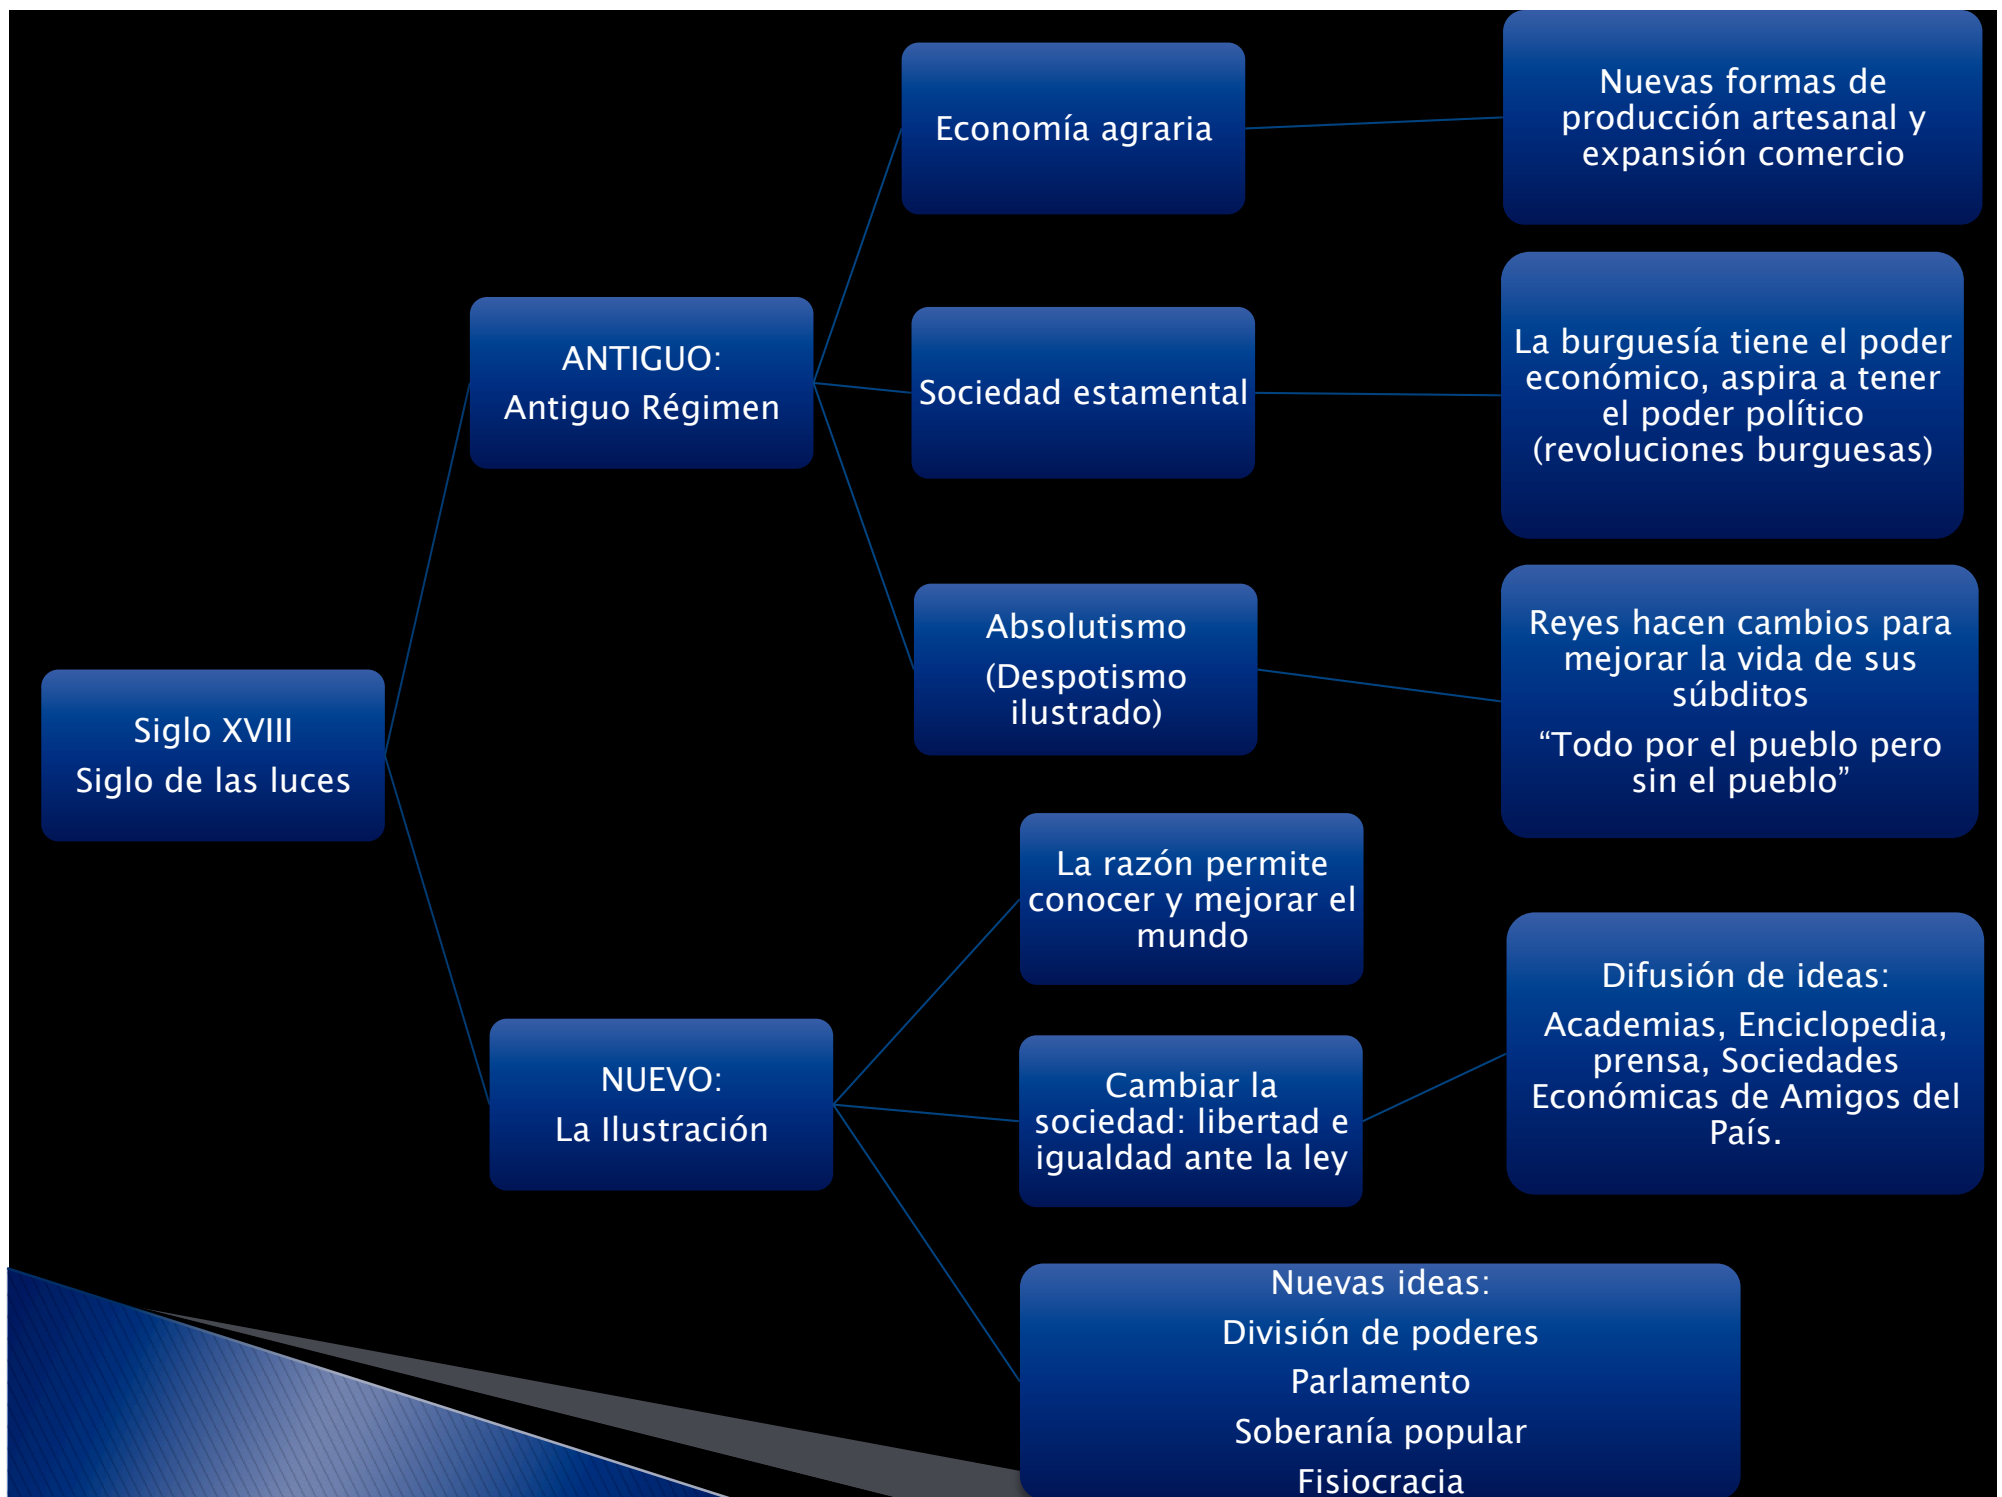 Siglo XVIII
Siglo de las luces
ANTIGUO:
Antiguo Régimen
Economía agraria
Nuevas formas de
producción artesanal y
expansión comercio
Sociedad estamental
La burguesía tiene el poder
económico, aspira a tener
el poder político
(revoluciones burguesas)
Absolutismo
(Despotismo
ilustrado)
Reyes hacen cambios para
mejorar la vida de sus
súbditos
“Todo por el pueblo pero
sin el pueblo”
NUEVO:
La Ilustración
La razón permite
conocer y mejorar el
mundo
Cambiar la
sociedad: libertad e
igualdad ante la ley
Difusión de ideas:
Academias, Enciclopedia,
prensa, Sociedades
Económicas de Amigos del
País.
Nuevas ideas:
División de poderes
Parlamento
Soberanía popular
Fisiocracia